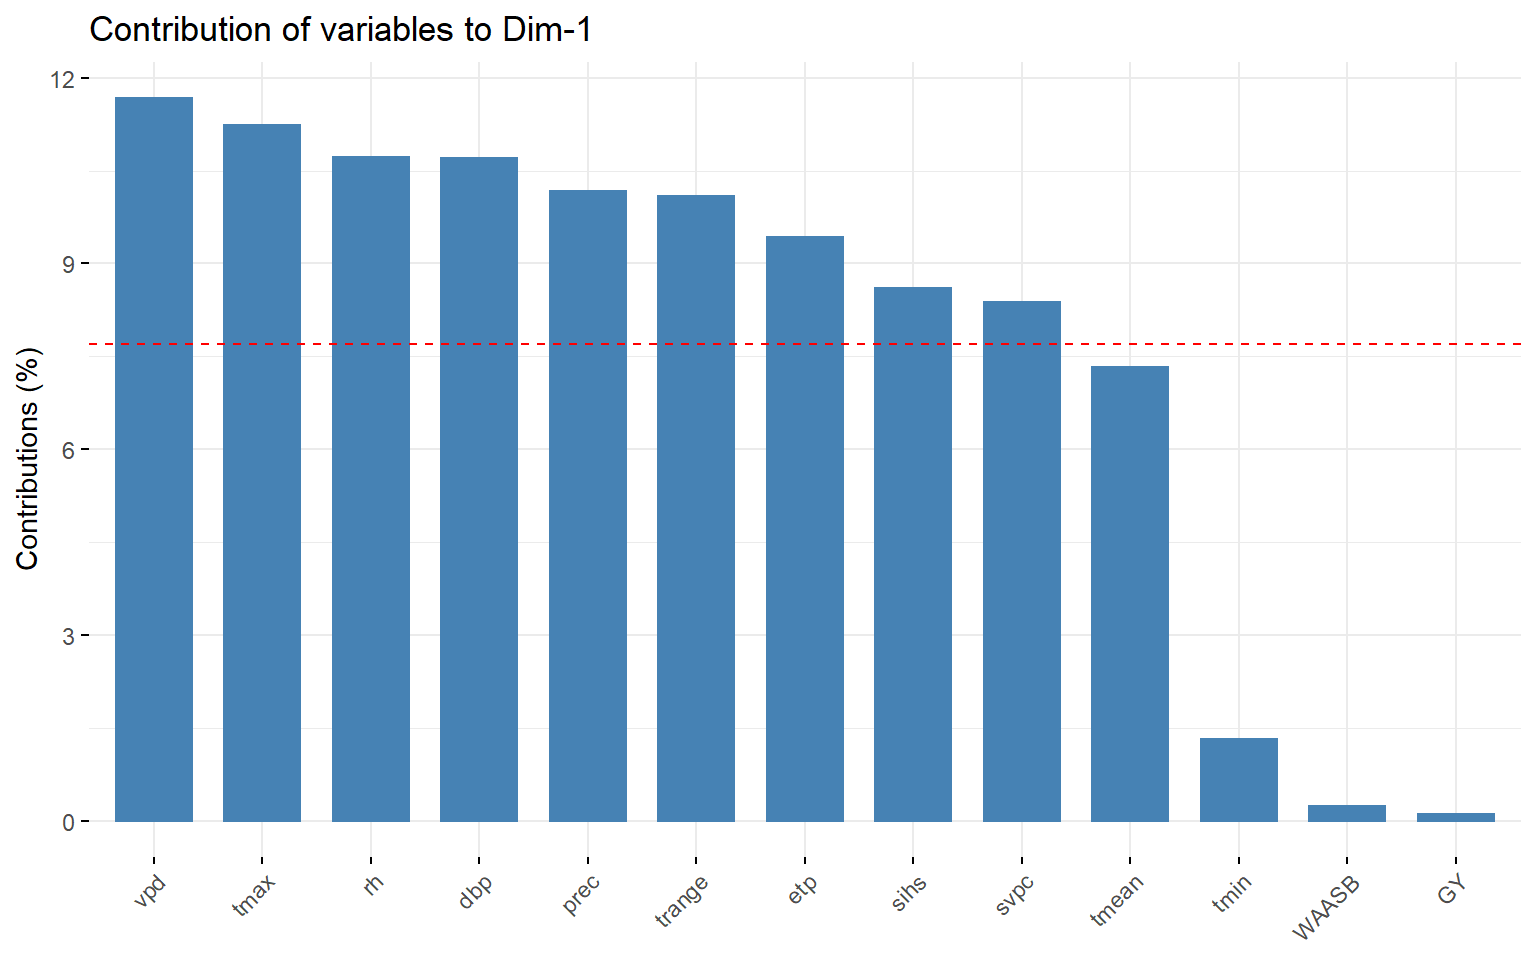 Contribution of variables to Dim-1
Contributions (%)
12
9
6
3
0
vpd
tmax
rh
dbp
prec
trange
etp
sihs
svpc
tmean
tmin
WAASB
GY